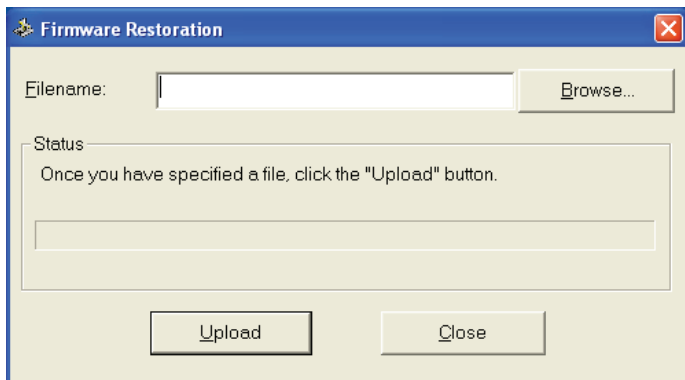 Firmware Restoration
Filename:
Browse...
Status
Once you have specified a file, click the "Upload" button.
Upload
Close